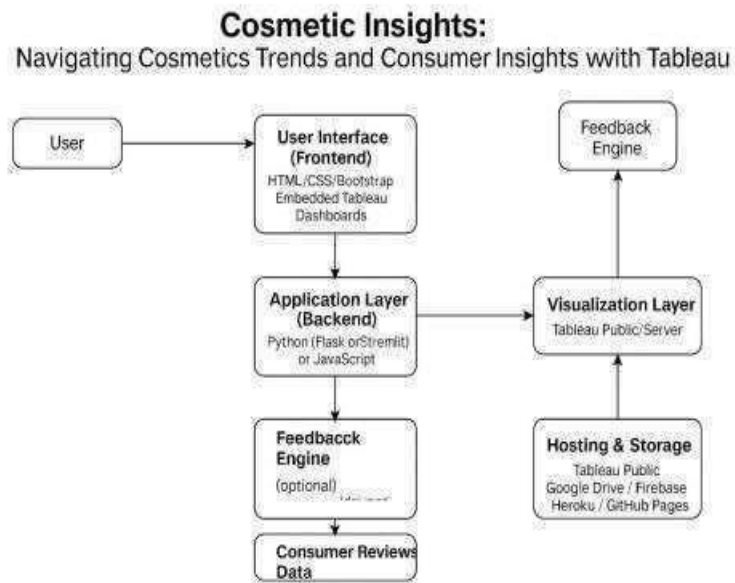 Cosmetic Insights:
Navigating Cosmetics Trends and Consumer Insights wwith Tableau
User
User Interface
(Frontend)
HTML/CSS/Bootstrap
Embedded Tableau
Dashboards
Feedback
Engine
Application Layer
(Backend)
Python (Flask orStremlit)
or JavaScript
Visualization Layer
Tableau Public/Server
Feedbacck
Engine
(optional)
Hosting & Storage
Tableau Public
Google Drive / Firebase
Heroku / GitHub Pages
Consumer Reviews
Data